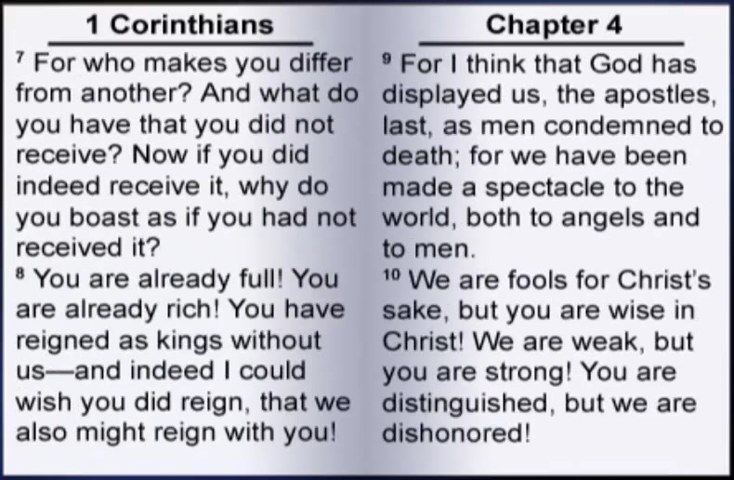 1 Corinthians
⁷ For who makes you differ
from another? And what do
you have that you did not
receive? Now if you did
indeed receive it, why do
you boast as if you had not
received it?
⁸ You are already full! You
are already rich! You have
reigned as kings without
us—and indeed I could
wish you did reign, that we
also might reign with you!
Chapter 4
⁹ For I think that God has
displayed us, the apostles,
last, as men condemned to
death; for we have been
made a spectacle to the
world, both to angels and
to men.
¹⁰ We are fools for Christ's
sake, but you are wise in
Christ! We are weak, but
you are strong! You are
distinguished, but we are
dishonored!